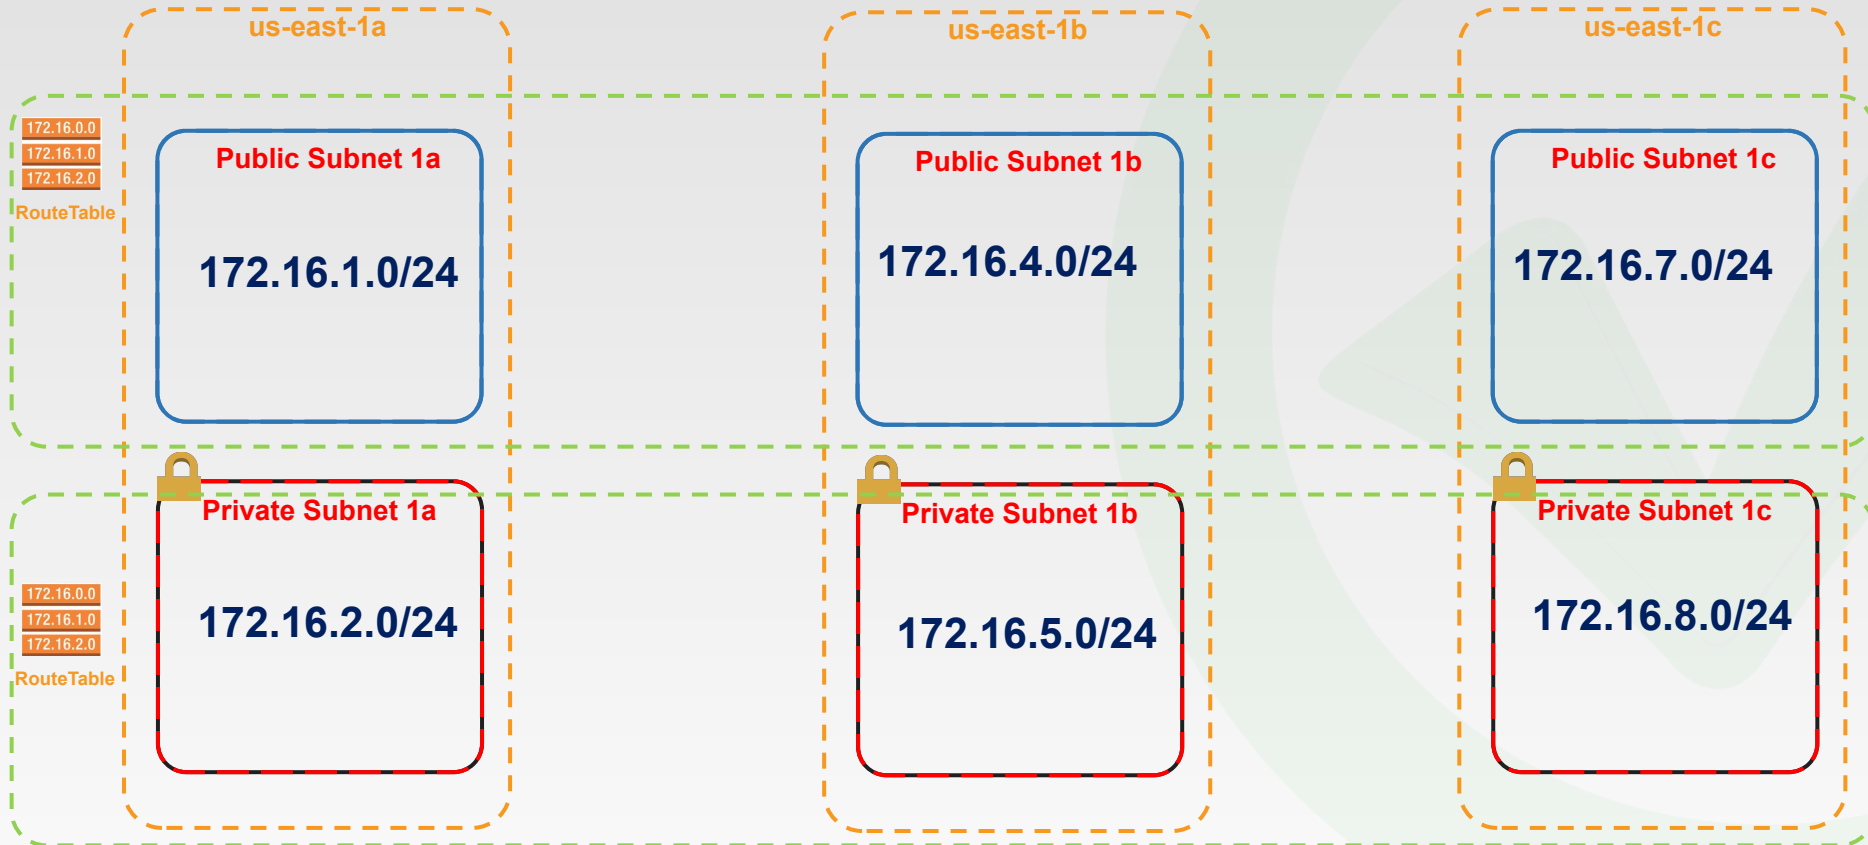 us-east-1a
us-east-1b
us-east-1c
172.16.0.0
172.16.1.0
172.16.2.0
RouteTable
Public Subnet 1a
172.16.1.0/24
Public Subnet 1b
172.16.4.0/24
Public Subnet 1c
172.16.7.0/24
172.16.0.0
172.16.1.0
172.16.2.0
RouteTable
Private Subnet 1a
172.16.2.0/24
Private Subnet 1b
172.16.5.0/24
Private Subnet 1c
172.16.8.0/24